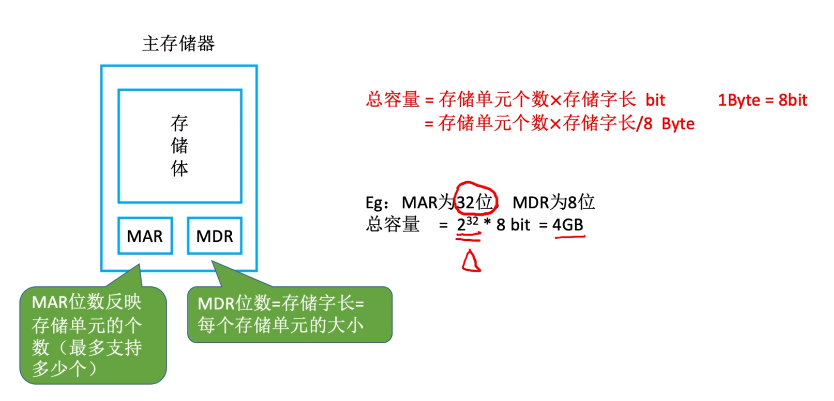 主存储器
存
储
体
MAR
MDR
MAR位数反映
存储单元的个
数（最多支持
多少个）
MDR位数=存储字长=
每个存储单元的大小
总容量 = 存储单元个数×存储字长 bit 1Byte = 8bit
= 存储单元个数×存储字长/8 Byte
Eg：MAR为32位，MDR为8位
总容量 = 2³² * 8 bit = 4GB